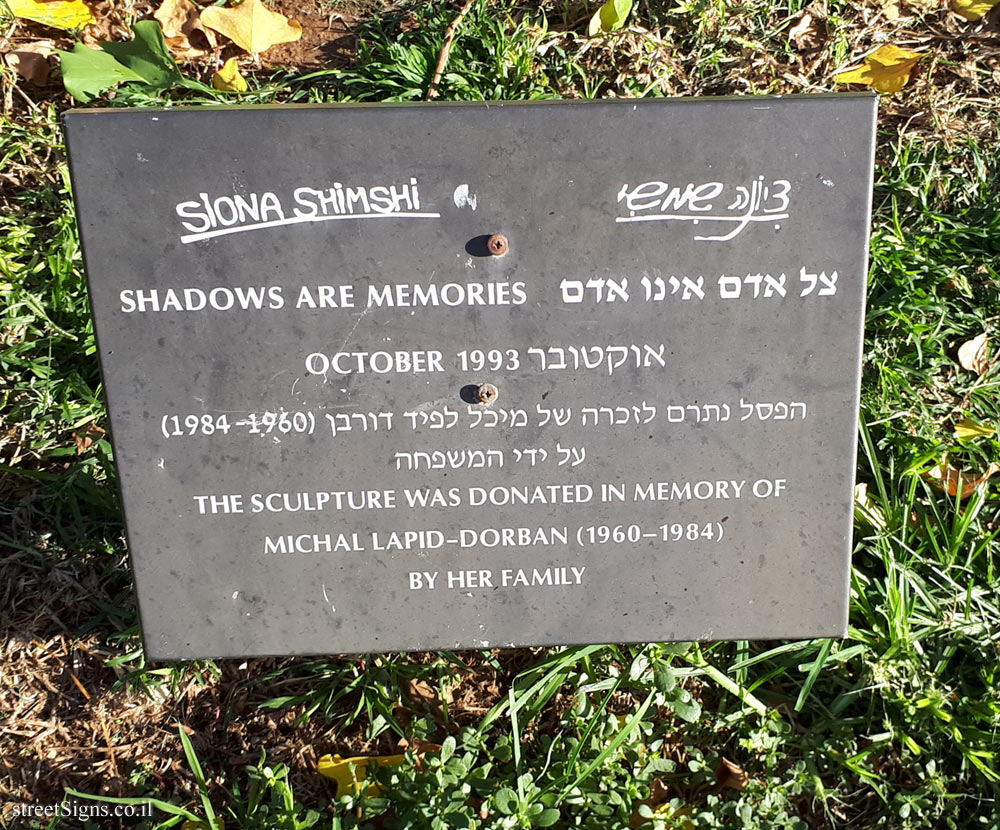 SIONA SHIMSHI צִיוֹנָה שִׁמְשִׁי
SHADOWS ARE MEMORIES צל אדם אינו אדם
OCTOBER 1993 אוקטובר
הפסל נתרם לזכרה של מיכל לפיד דורבן (1984-1960)
על ידי המשפחה
THE SCULPTURE WAS DONATED IN MEMORY OF
MICHAL LAPID-DORBAN (1960-1984)
BY HER FAMILY
streetSigns.co.il